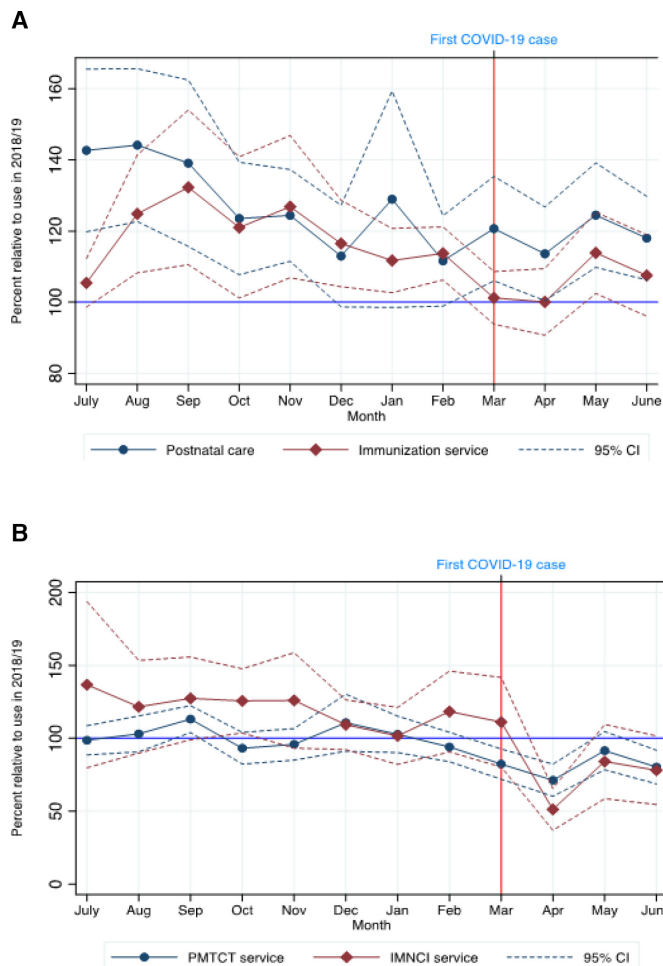 A
First COVID-19 case
Percent relative to use in 2018/19
160
140
120
100
80
July Aug Sep Oct Nov Dec Jan Feb Mar Apr May June
Month
Postnatal care Immunization service 95% CI
B
First COVID-19 case
Percent relative to use in 2018/19
200
150
100
50
0
July Aug Sep Oct Nov Dec Jan Feb Mar Apr May Jun
Month
PMTCT service IMNCI service 95% CI